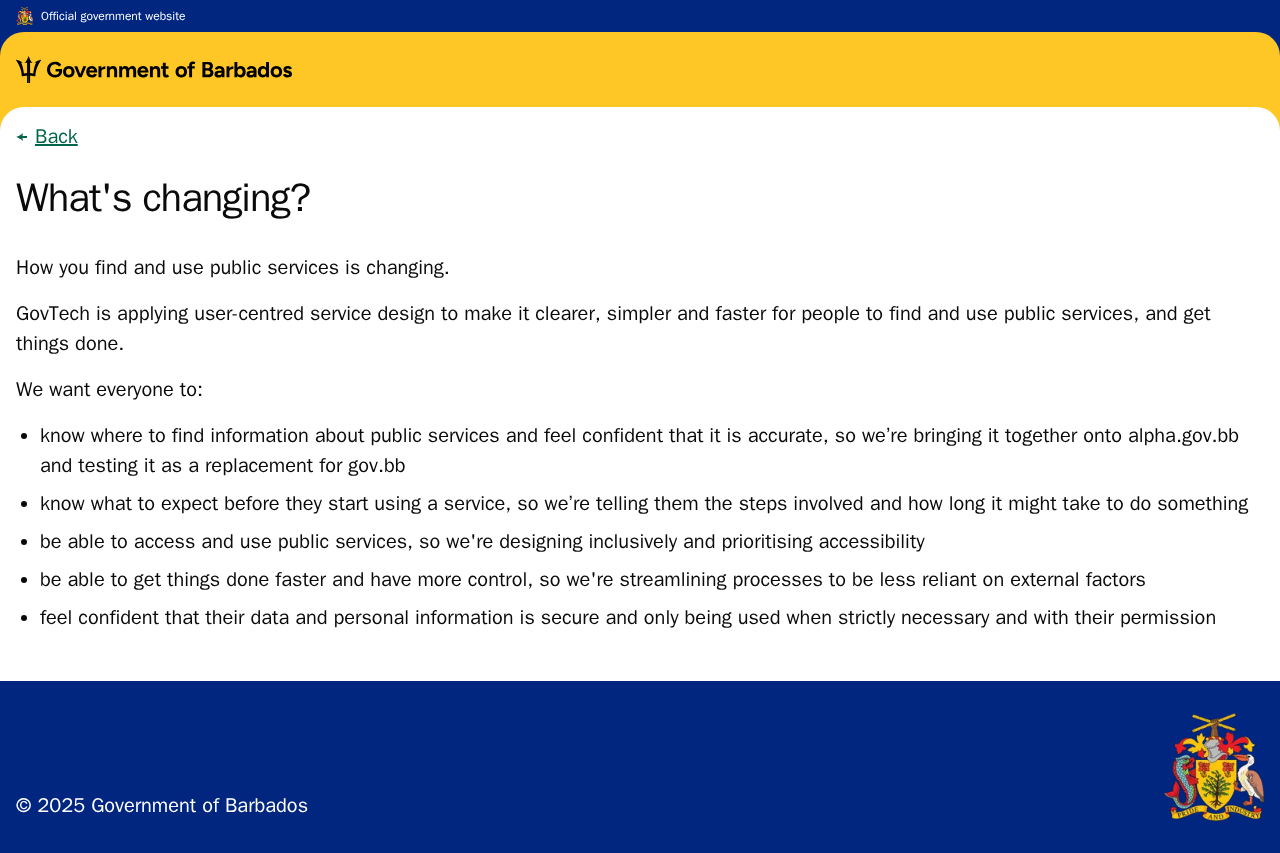 Official government website
Government of Barbados
Back
What's changing?
How you find and use public services is changing.
GovTech is applying user-centred service design to make it clearer, simpler and faster for people to find and use public services, and get
things done.
We want everyone to:
• know where to find information about public services and feel confident that it is accurate, so we’re bringing it together onto alpha.gov.bb
and testing it as a replacement for gov.bb
• know what to expect before they start using a service, so we’re telling them the steps involved and how long it might take to do something
• be able to access and use public services, so we're designing inclusively and prioritising accessibility
• be able to get things done faster and have more control, so we're streamlining processes to be less reliant on external factors
• feel confident that their data and personal information is secure and only being used when strictly necessary and with their permission
PRIDE AND INDUSTRY
© 2025 Government of Barbados